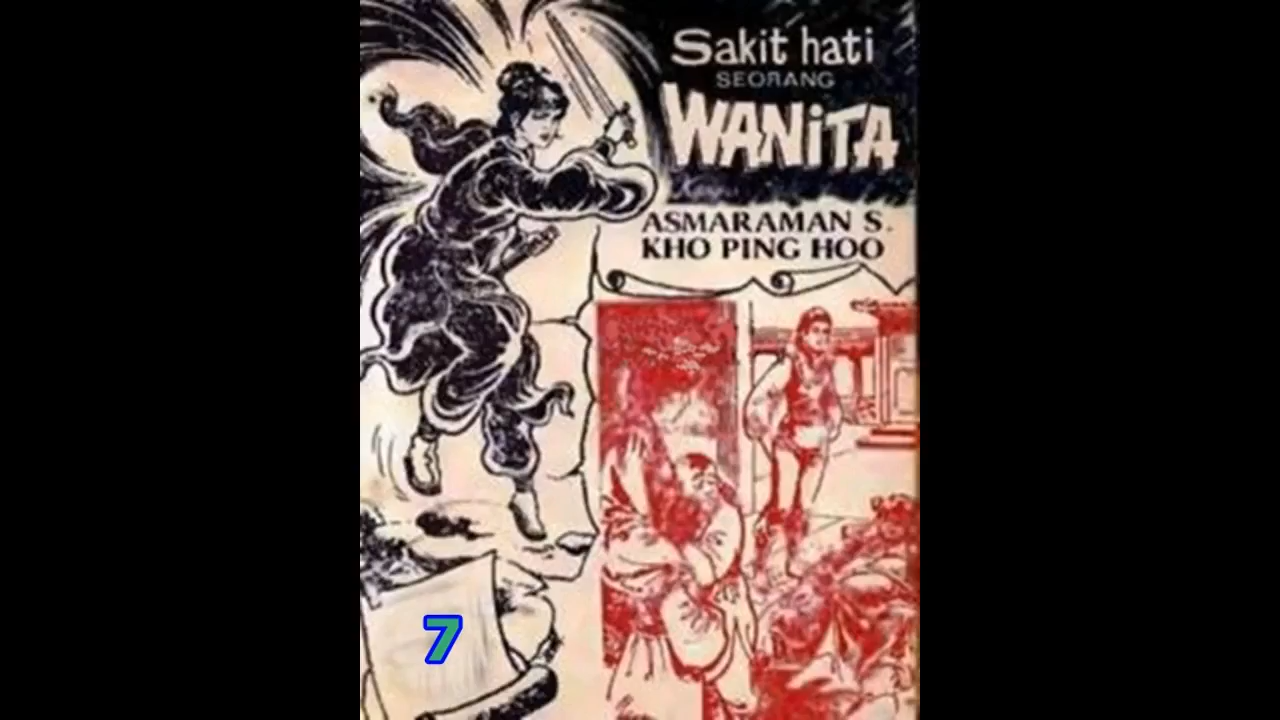 Sakit hati
SEORANG
WANITA
ASMARAMAN S.
KHO PING HOO
7